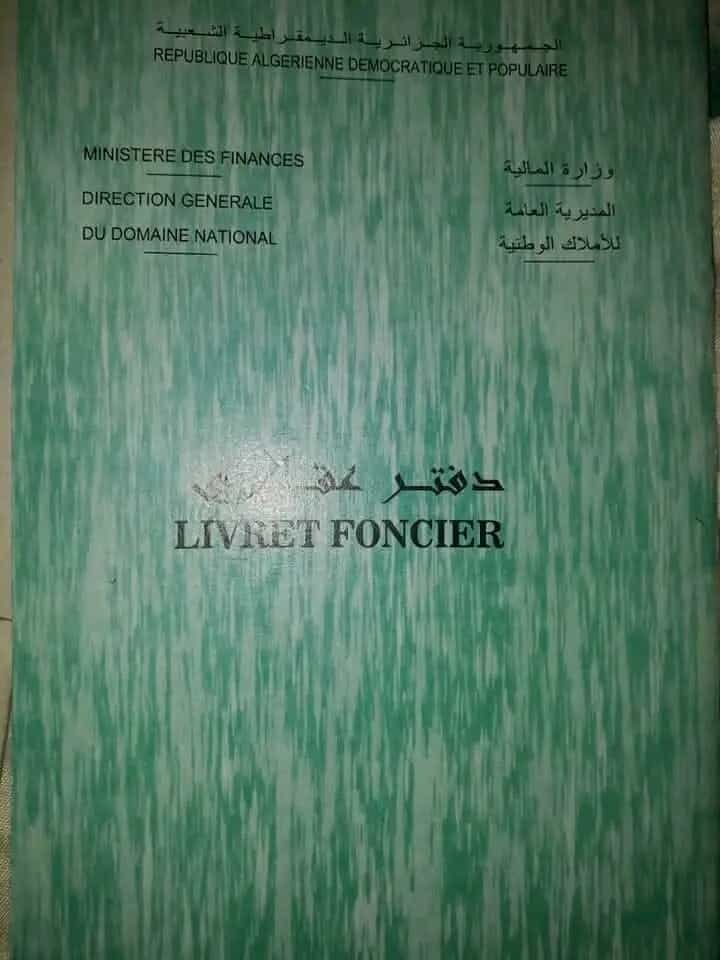 الجمهورية الجزائرية الديمقراطية الشعبية
REPUBLIQUE ALGERIENNE DEMOCRATIQUE ET POPULAIRE
MINISTERE DES FINANCES
DIRECTION GENERALE
DU DOMAINE NATIONAL
وزارة المالية
المديرية العامة
للأملاك الوطنية
دفتر عقاري
LIVRET FONCIER